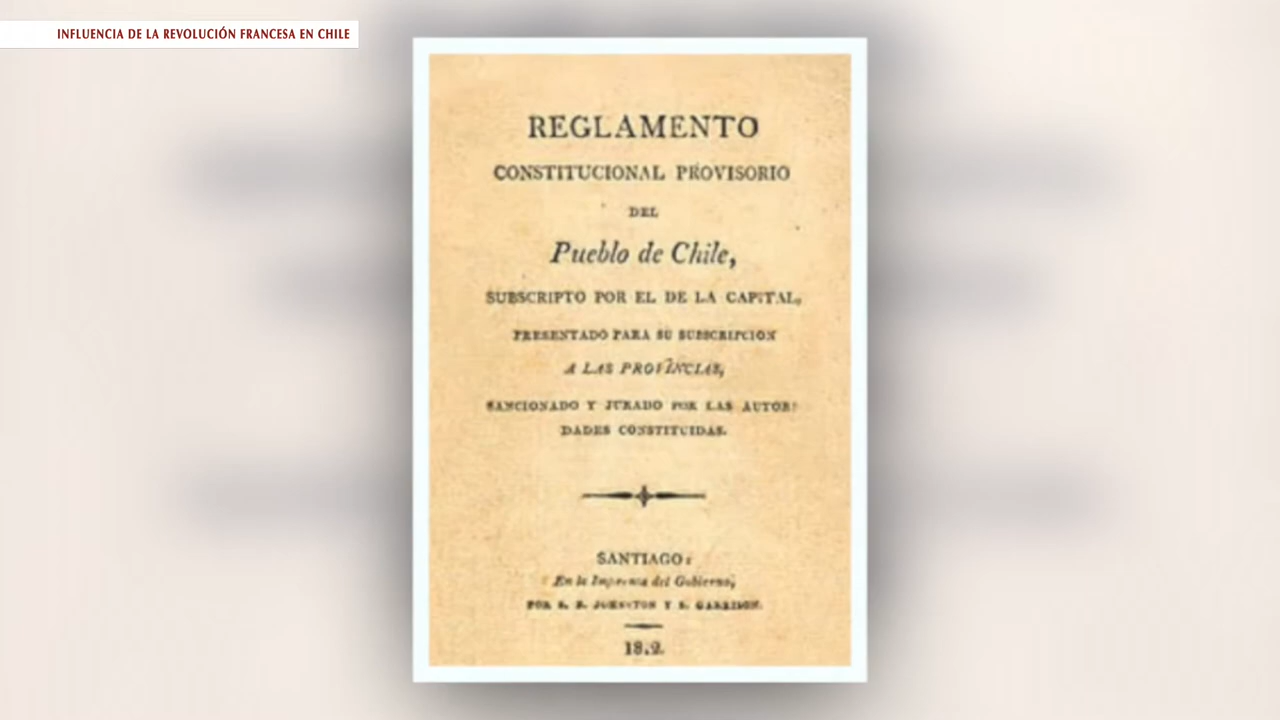 INFLUENCIA DE LA REVOLUCIÓN FRANCESA EN CHILE
REGLAMENTO
CONSTITUCIONAL PROVISORIO
DEL
Pueblo de Chile,
SUBSCRIPTO POR EL DE LA CAPITAL,
PRESENTADO PARA SU SUBSCRIPCION
A LAS PROVINCIAS,
SANCIONADO Y JURADO POR LAS AUTORI
DADES CONSTITUIDAS.
SANTIAGO:
En la Imprenta del Gobierno,
POR S. B. JOHNSTON Y S. GARRISON.